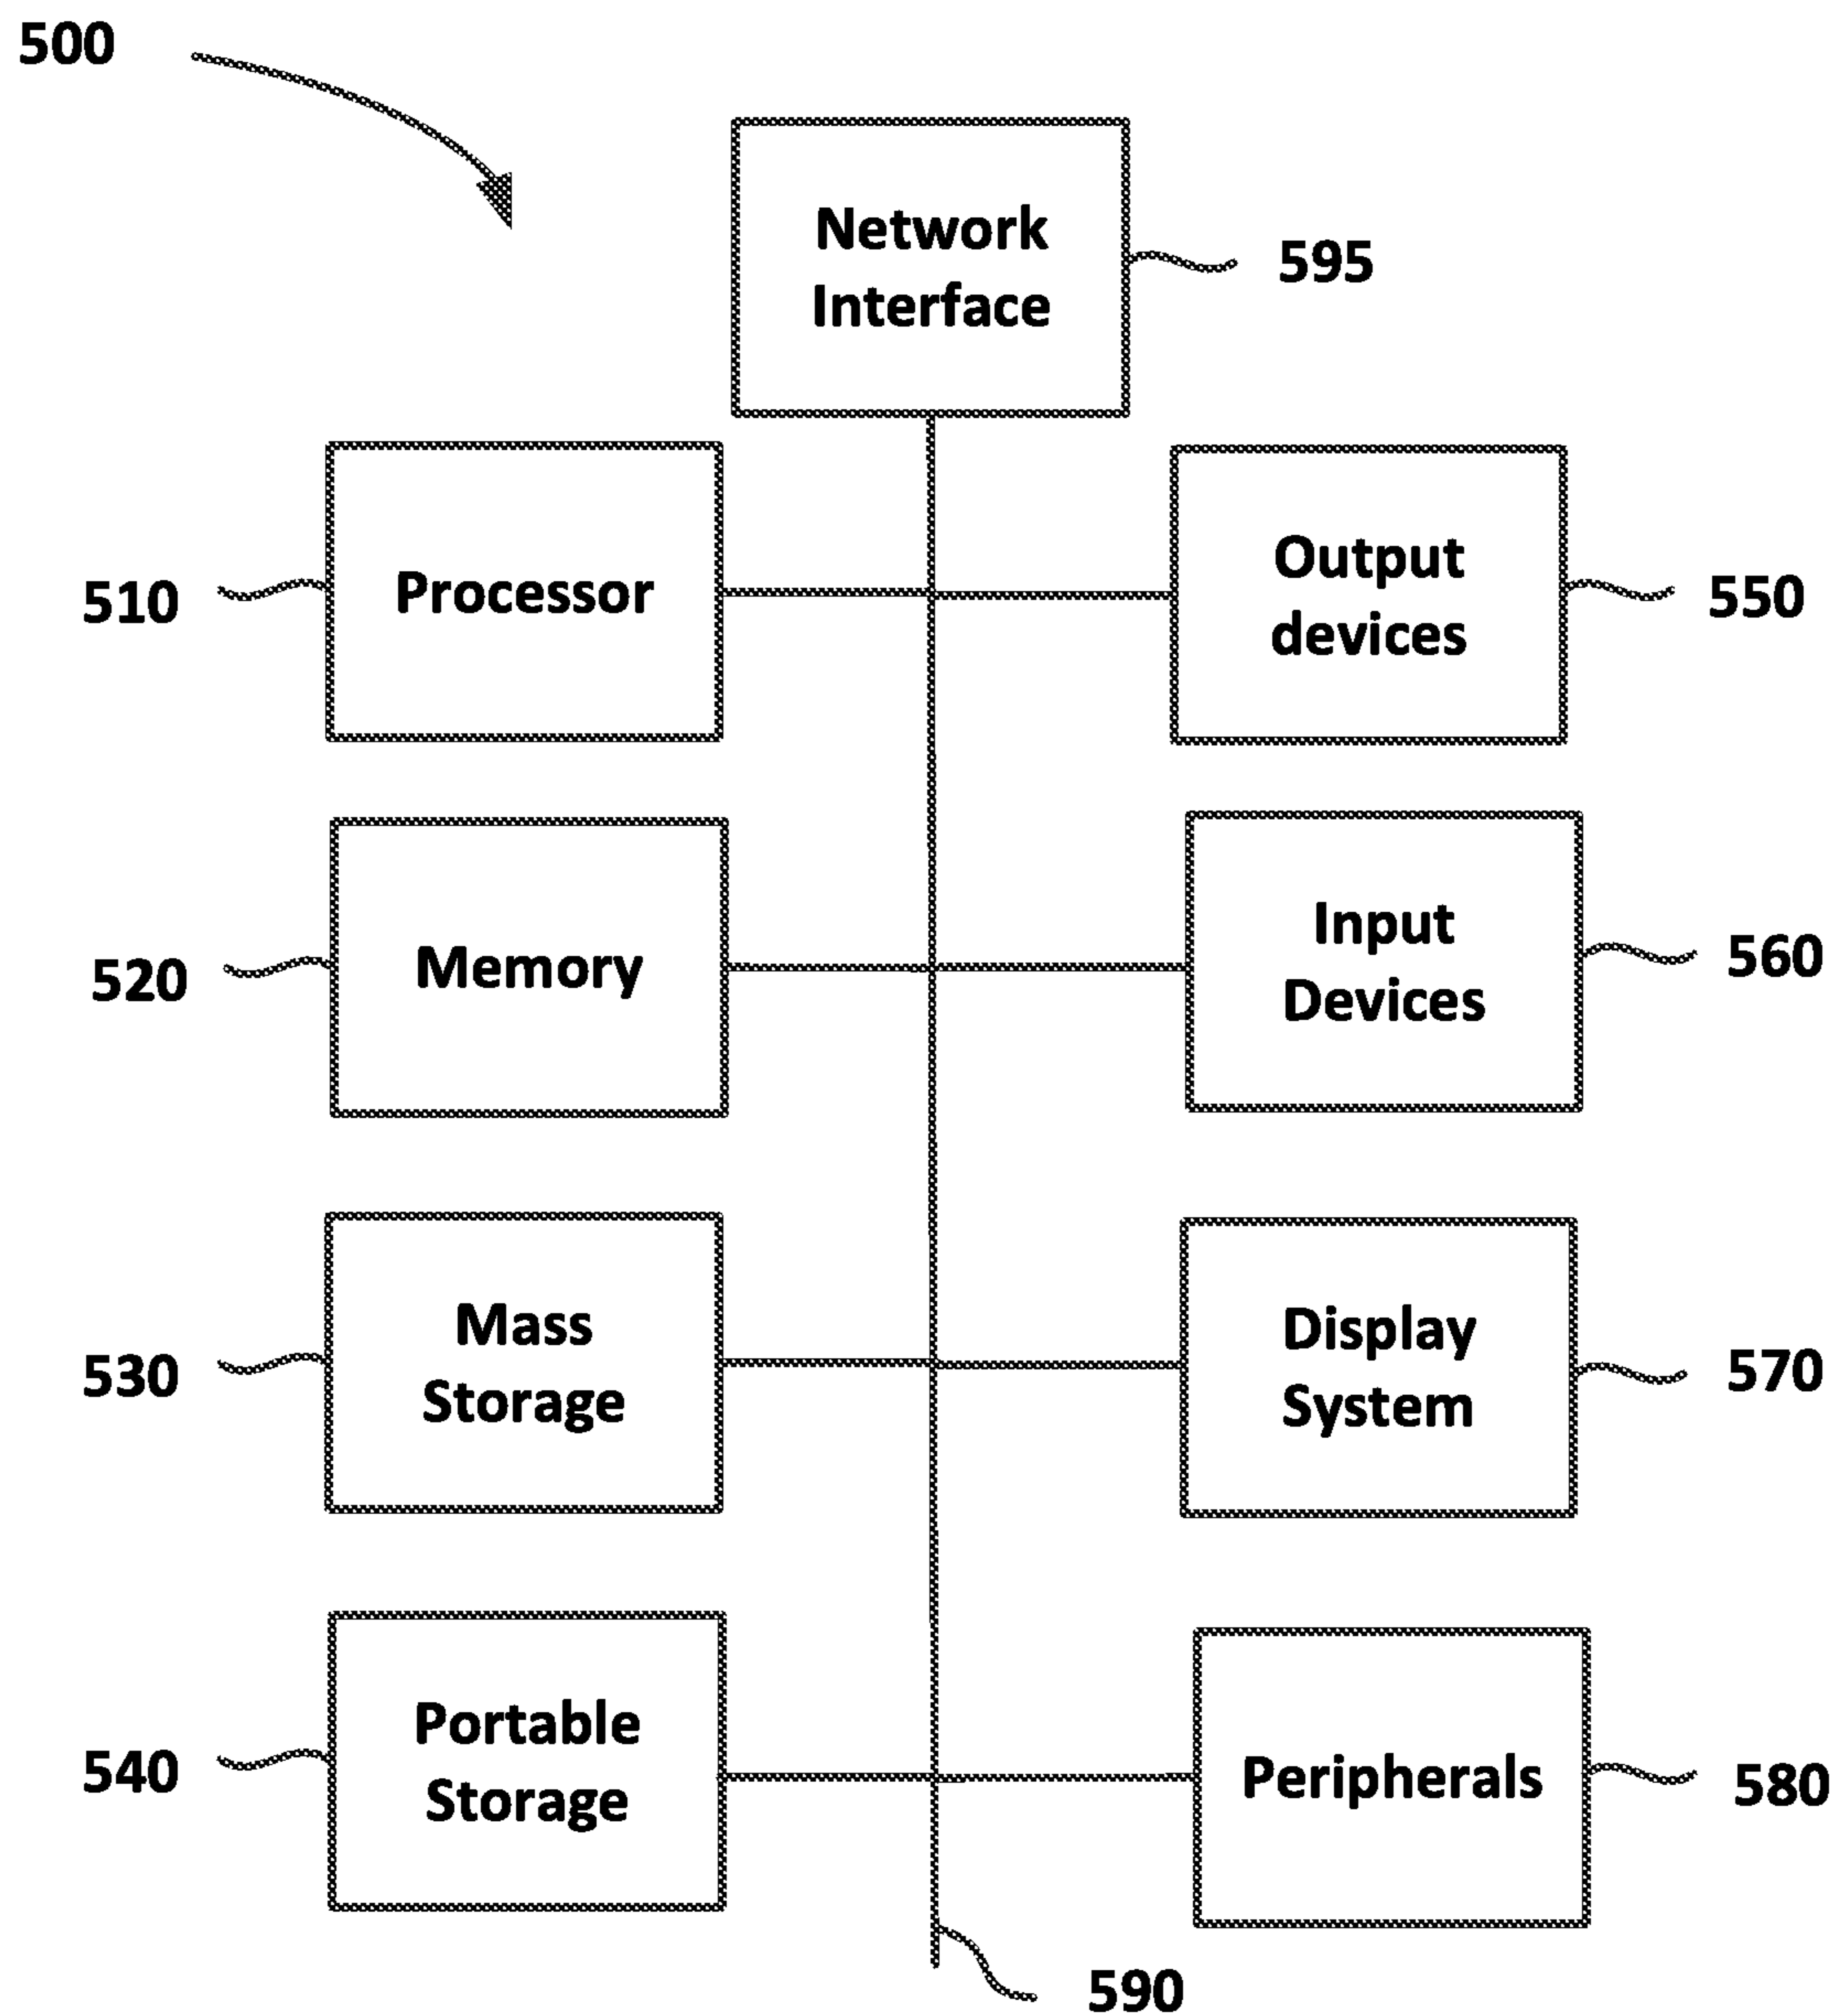 500
Network
Interface
595
510
Processor
Output
devices
550
520
Memory
Input
Devices
560
530
Mass
Storage
Display
System
570
540
Portable
Storage
Peripherals
580
590